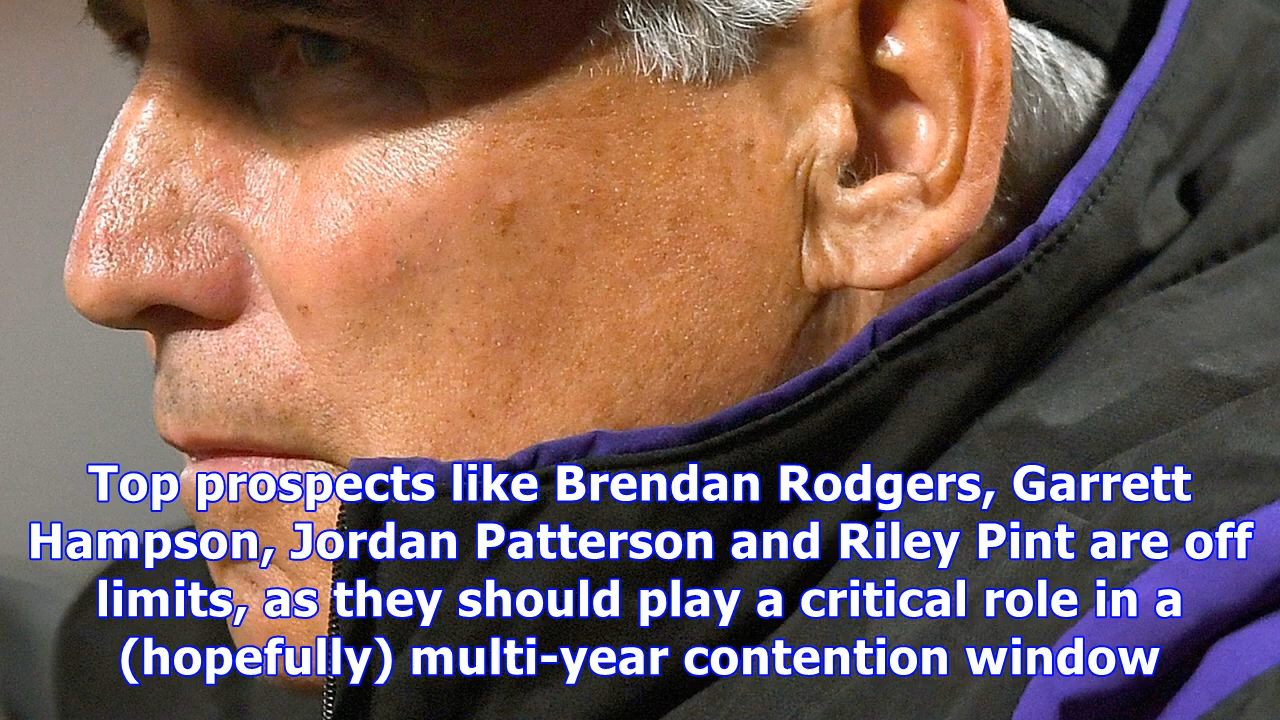 Top prospects like Brendan Rodgers, Garrett
Hampson, Jordan Patterson and Riley Pint are off
limits, as they should play a critical role in a
(hopefully) multi-year contention window